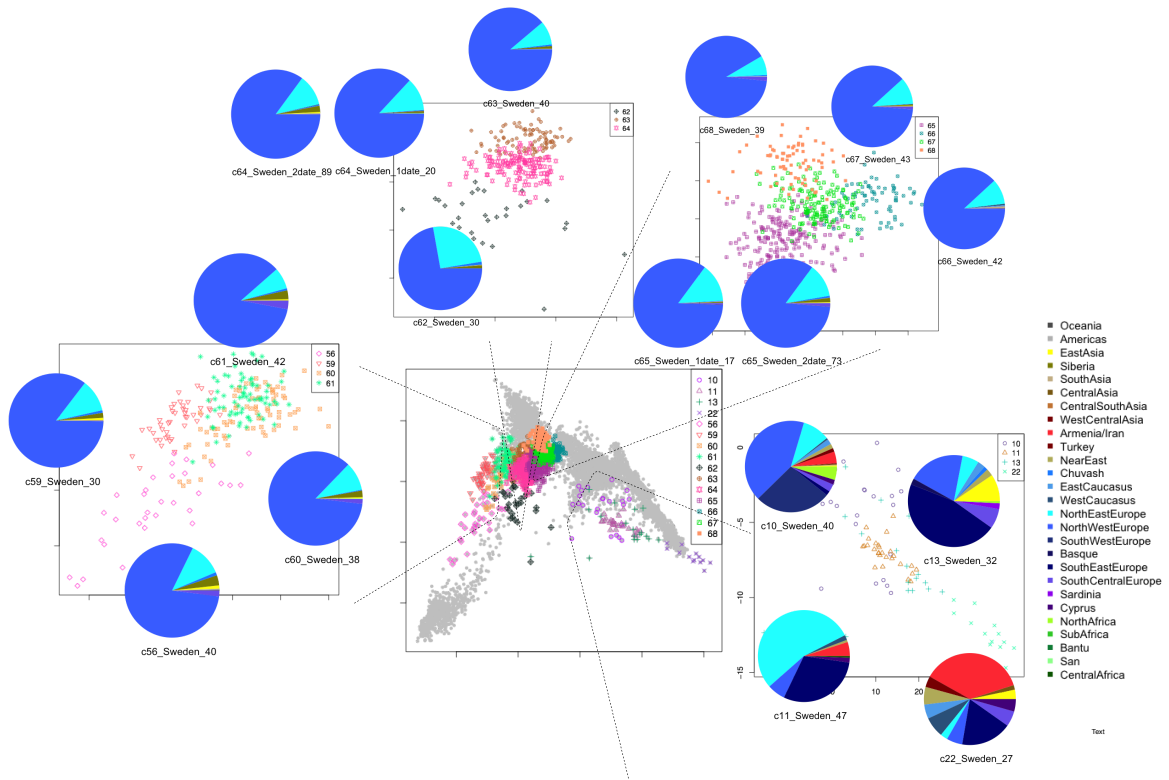 c63_Sweden_40
62
63
64
c64_Sweden_2date_89
c64_Sweden_1date_20
c62_Sweden_30
c68_Sweden_39
65
66
67
68
c67_Sweden_43
c66_Sweden_42
c65_Sweden_1date_17
c65_Sweden_2date_73
c61_Sweden_42
56
59
60
61
c59_Sweden_30
c60_Sweden_38
c56_Sweden_40
10
11
13
22
56
59
60
61
62
63
64
65
66
67
68
0
−5
−10
−15
10
20
10
11
13
22
c10_Sweden_40
c13_Sweden_32
c11_Sweden_47
c22_Sweden_27
Oceania
Americas
EastAsia
Siberia
SouthAsia
CentralAsia
CentralSouthAsia
WestCentralAsia
Armenia/Iran
Turkey
NearEast
Chuvash
EastCaucasus
WestCaucasus
NorthEastEurope
NorthWestEurope
SouthWestEurope
Basque
SouthEastEurope
SouthCentralEurope
Sardinia
Cyprus
NorthAfrica
SubAfrica
Bantu
San
CentralAfrica
Text